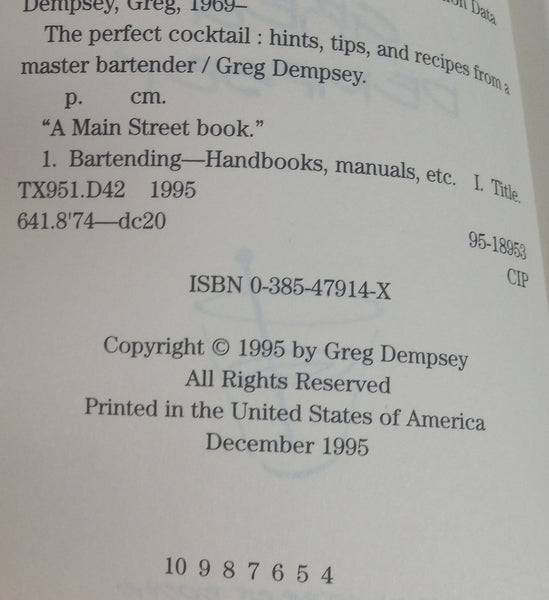 on Data
Dempsey, Greg, 1969–
The perfect cocktail : hints, tips, and recipes from a
master bartender / Greg Dempsey.
p. cm.
“A Main Street book.”
1. Bartending—Handbooks, manuals, etc. I. Title.
TX951.D42 1995
641.8'74—dc20
95-18953
CIP
ISBN 0-385-47914-X
Copyright © 1995 by Greg Dempsey
All Rights Reserved
Printed in the United States of America
December 1995
10 9 8 7 6 5 4